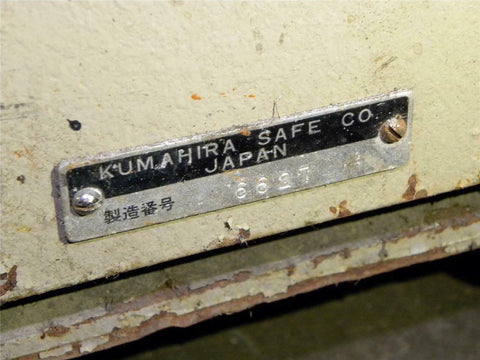 KUMAHIRA SAFE CO.
JAPAN
製造番号 6627